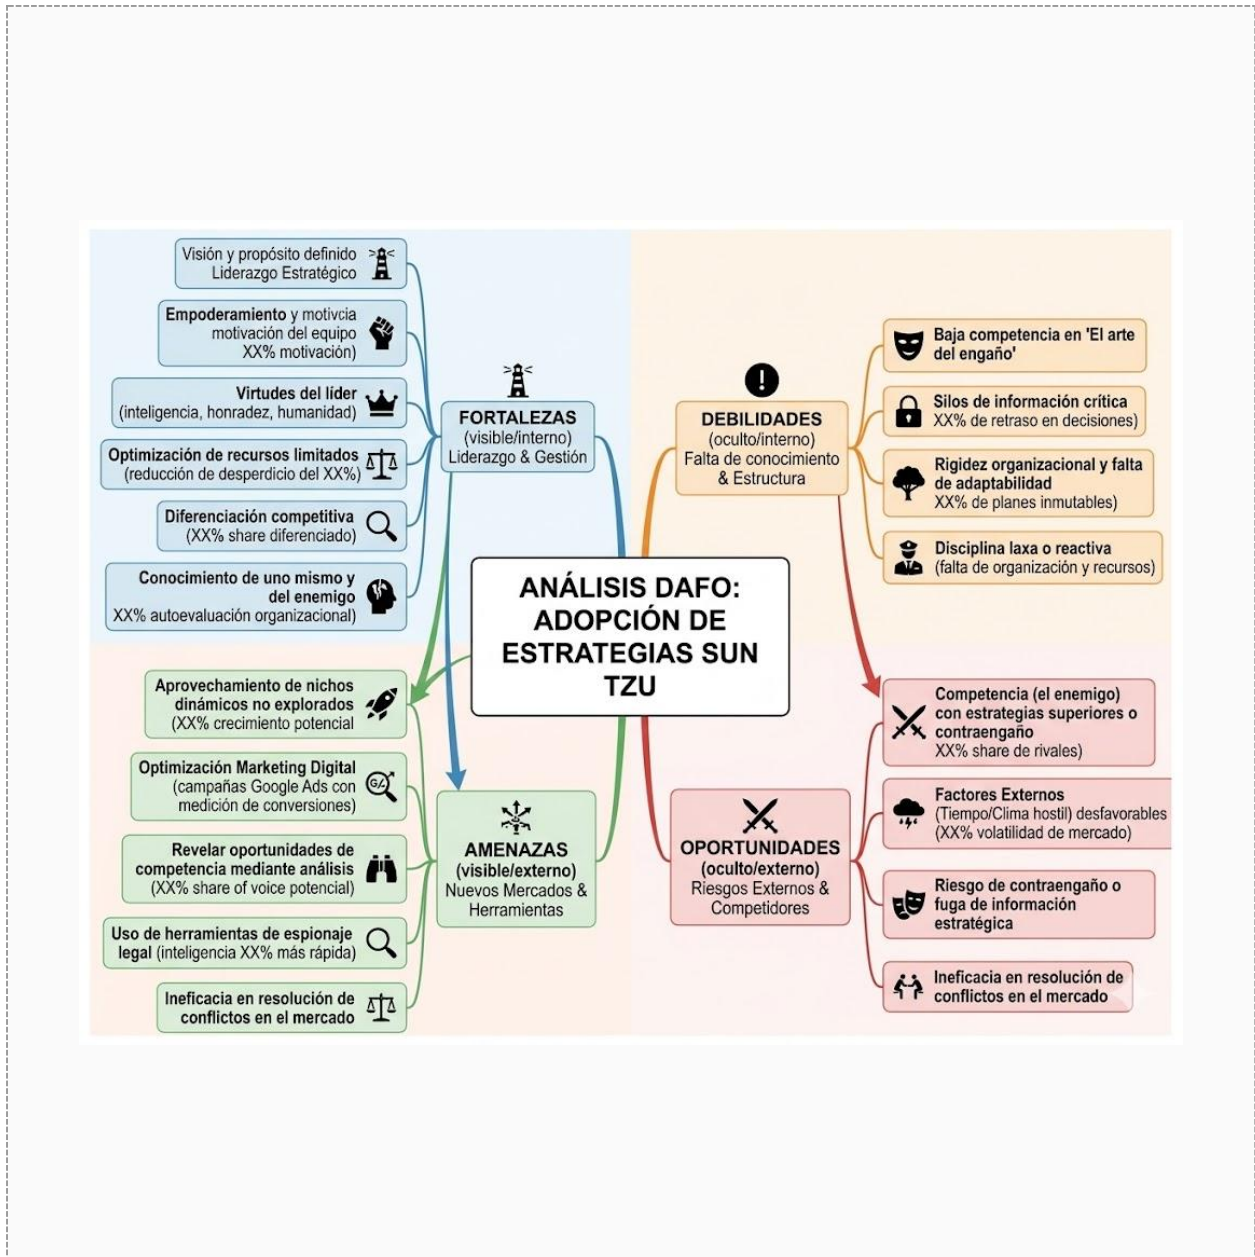 Visión y propósito definido
Liderazgo Estratégico
Empoderamiento y motivcia
motivación del equipo
XX% motivación)
Virtudes del líder
(inteligencia, honradez, humanidad)
Optimización de recursos limitados
(reducción de desperdicio del XX%)
Diferenciación competitiva
(XX% share diferenciado)
Conocimiento de uno mismo y
del enemigo
XX% autoevaluación organizacional)
FORTALEZAS
(visible/interno)
Liderazgo & Gestión
!
DEBILIDADES
(oculto/interno)
Falta de conocimiento
& Estructura
Baja competencia en 'El arte
del engaño'
Silos de información crítica
XX% de retraso en decisiones)
Rigidez organizacional y falta
de adaptabilidad
XX% de planes inmutables)
Disciplina laxa o reactiva
(falta de organización y recursos)
ANÁLISIS DAFO:
ADOPCIÓN DE
ESTRATEGIAS SUN
TZU
Aprovechamiento de nichos
dinámicos no explorados
(XX% crecimiento potencial
Optimización Marketing Digital
(campañas Google Ads con
medición de conversiones)
Revelar oportunidades de
competencia mediante análisis
(XX% share of voice potencial)
Uso de herramientas de espionaje
legal (inteligencia XX% más rápida)
Ineficacia en resolución de
conflictos en el mercado
AMENAZAS
(visible/externo)
Nuevos Mercados &
Herramientas
OPORTUNIDADES
(oculto/externo)
Riesgos Externos &
Competidores
Competencia (el enemigo)
con estrategias superiores o
contraengaño
XX% share de rivales)
Factores Externos
(Tiempo/Clima hostil) desfavorables
(XX% volatilidad de mercado)
Riesgo de contraengaño o
fuga de información
estratégica
Ineficacia en resolución de
conflictos en el mercado